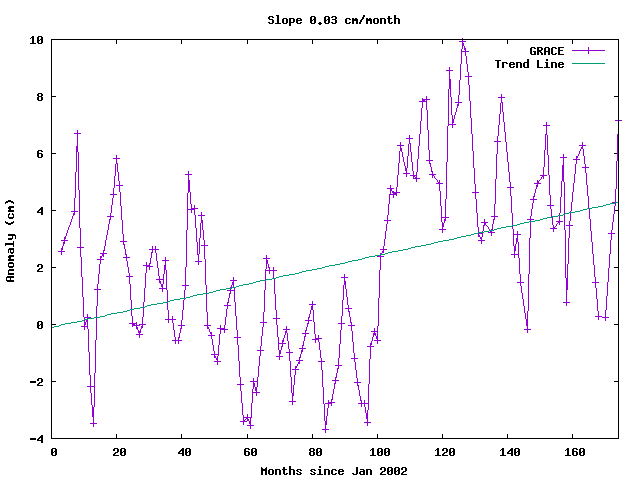 Slope 0.03 cm/month
GRACE
Trend Line
10
8
6
4
2
0
-2
-4
Anomaly (cm)
0 20 40 60 80 100 120 140 160
Months since Jan 2002